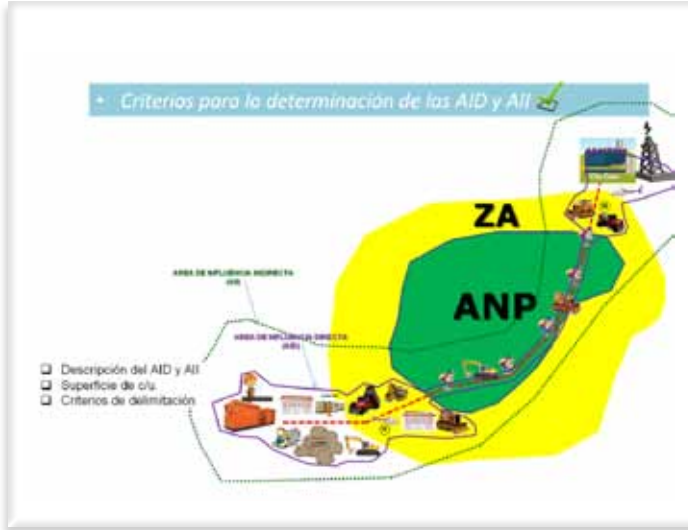 • Criterios para la determinación de las AID y AII
ZA
ANP
AREA DE INFLUENCIA INDIRECTA
(AII)
AREA DE INFLUENCIA DIRECTA
(AID)
❑ Descripción del AID y AII
❑ Superficie de c/u.
❑ Criterios de delimitación